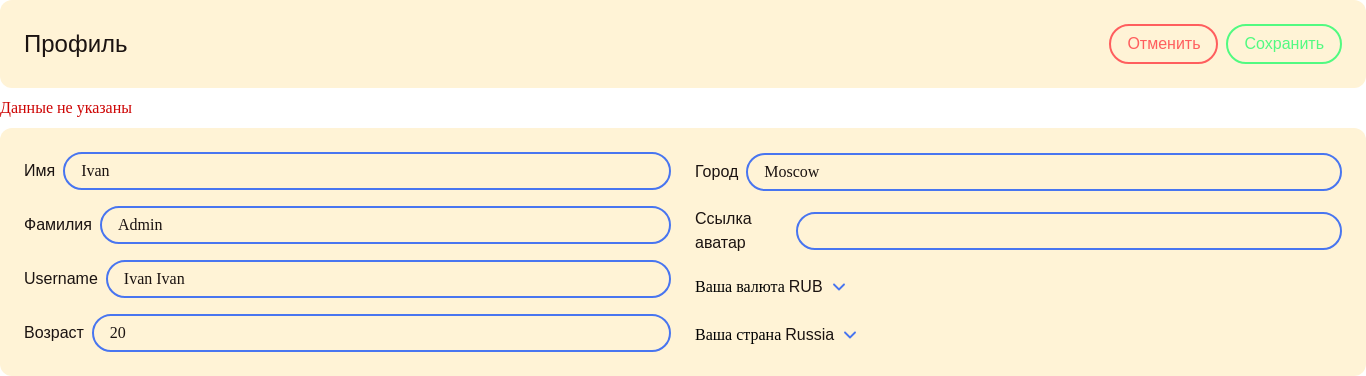 Профиль
Отменить
Сохранить
Данные не указаны
Имя
Ivan
Фамилия
Admin
Username
Ivan Ivan
Возраст
20
Город
Moscow
Ссылка
аватар
Ваша валюта RUB
Ваша страна Russia